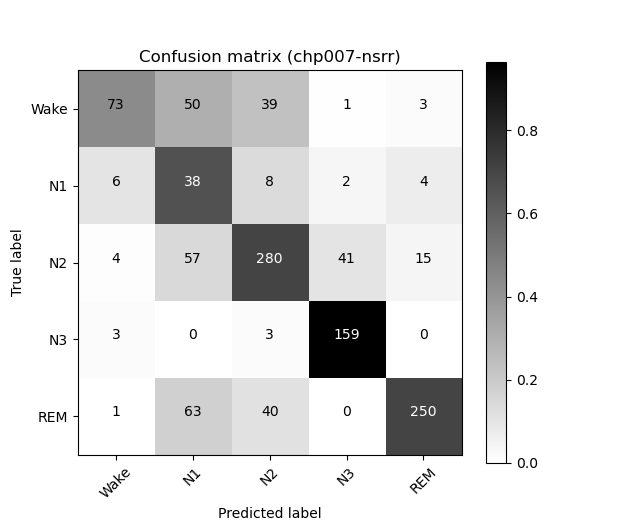 Confusion matrix (chp007-nsrr)
True label
Wake 73 50 39 1 3
N1 6 38 8 2 4
N2 4 57 280 41 15
N3 3 0 3 159 0
REM 1 63 40 0 250
Wake N1 N2 N3 REM
Predicted label
0.8
0.6
0.4
0.2
0.0